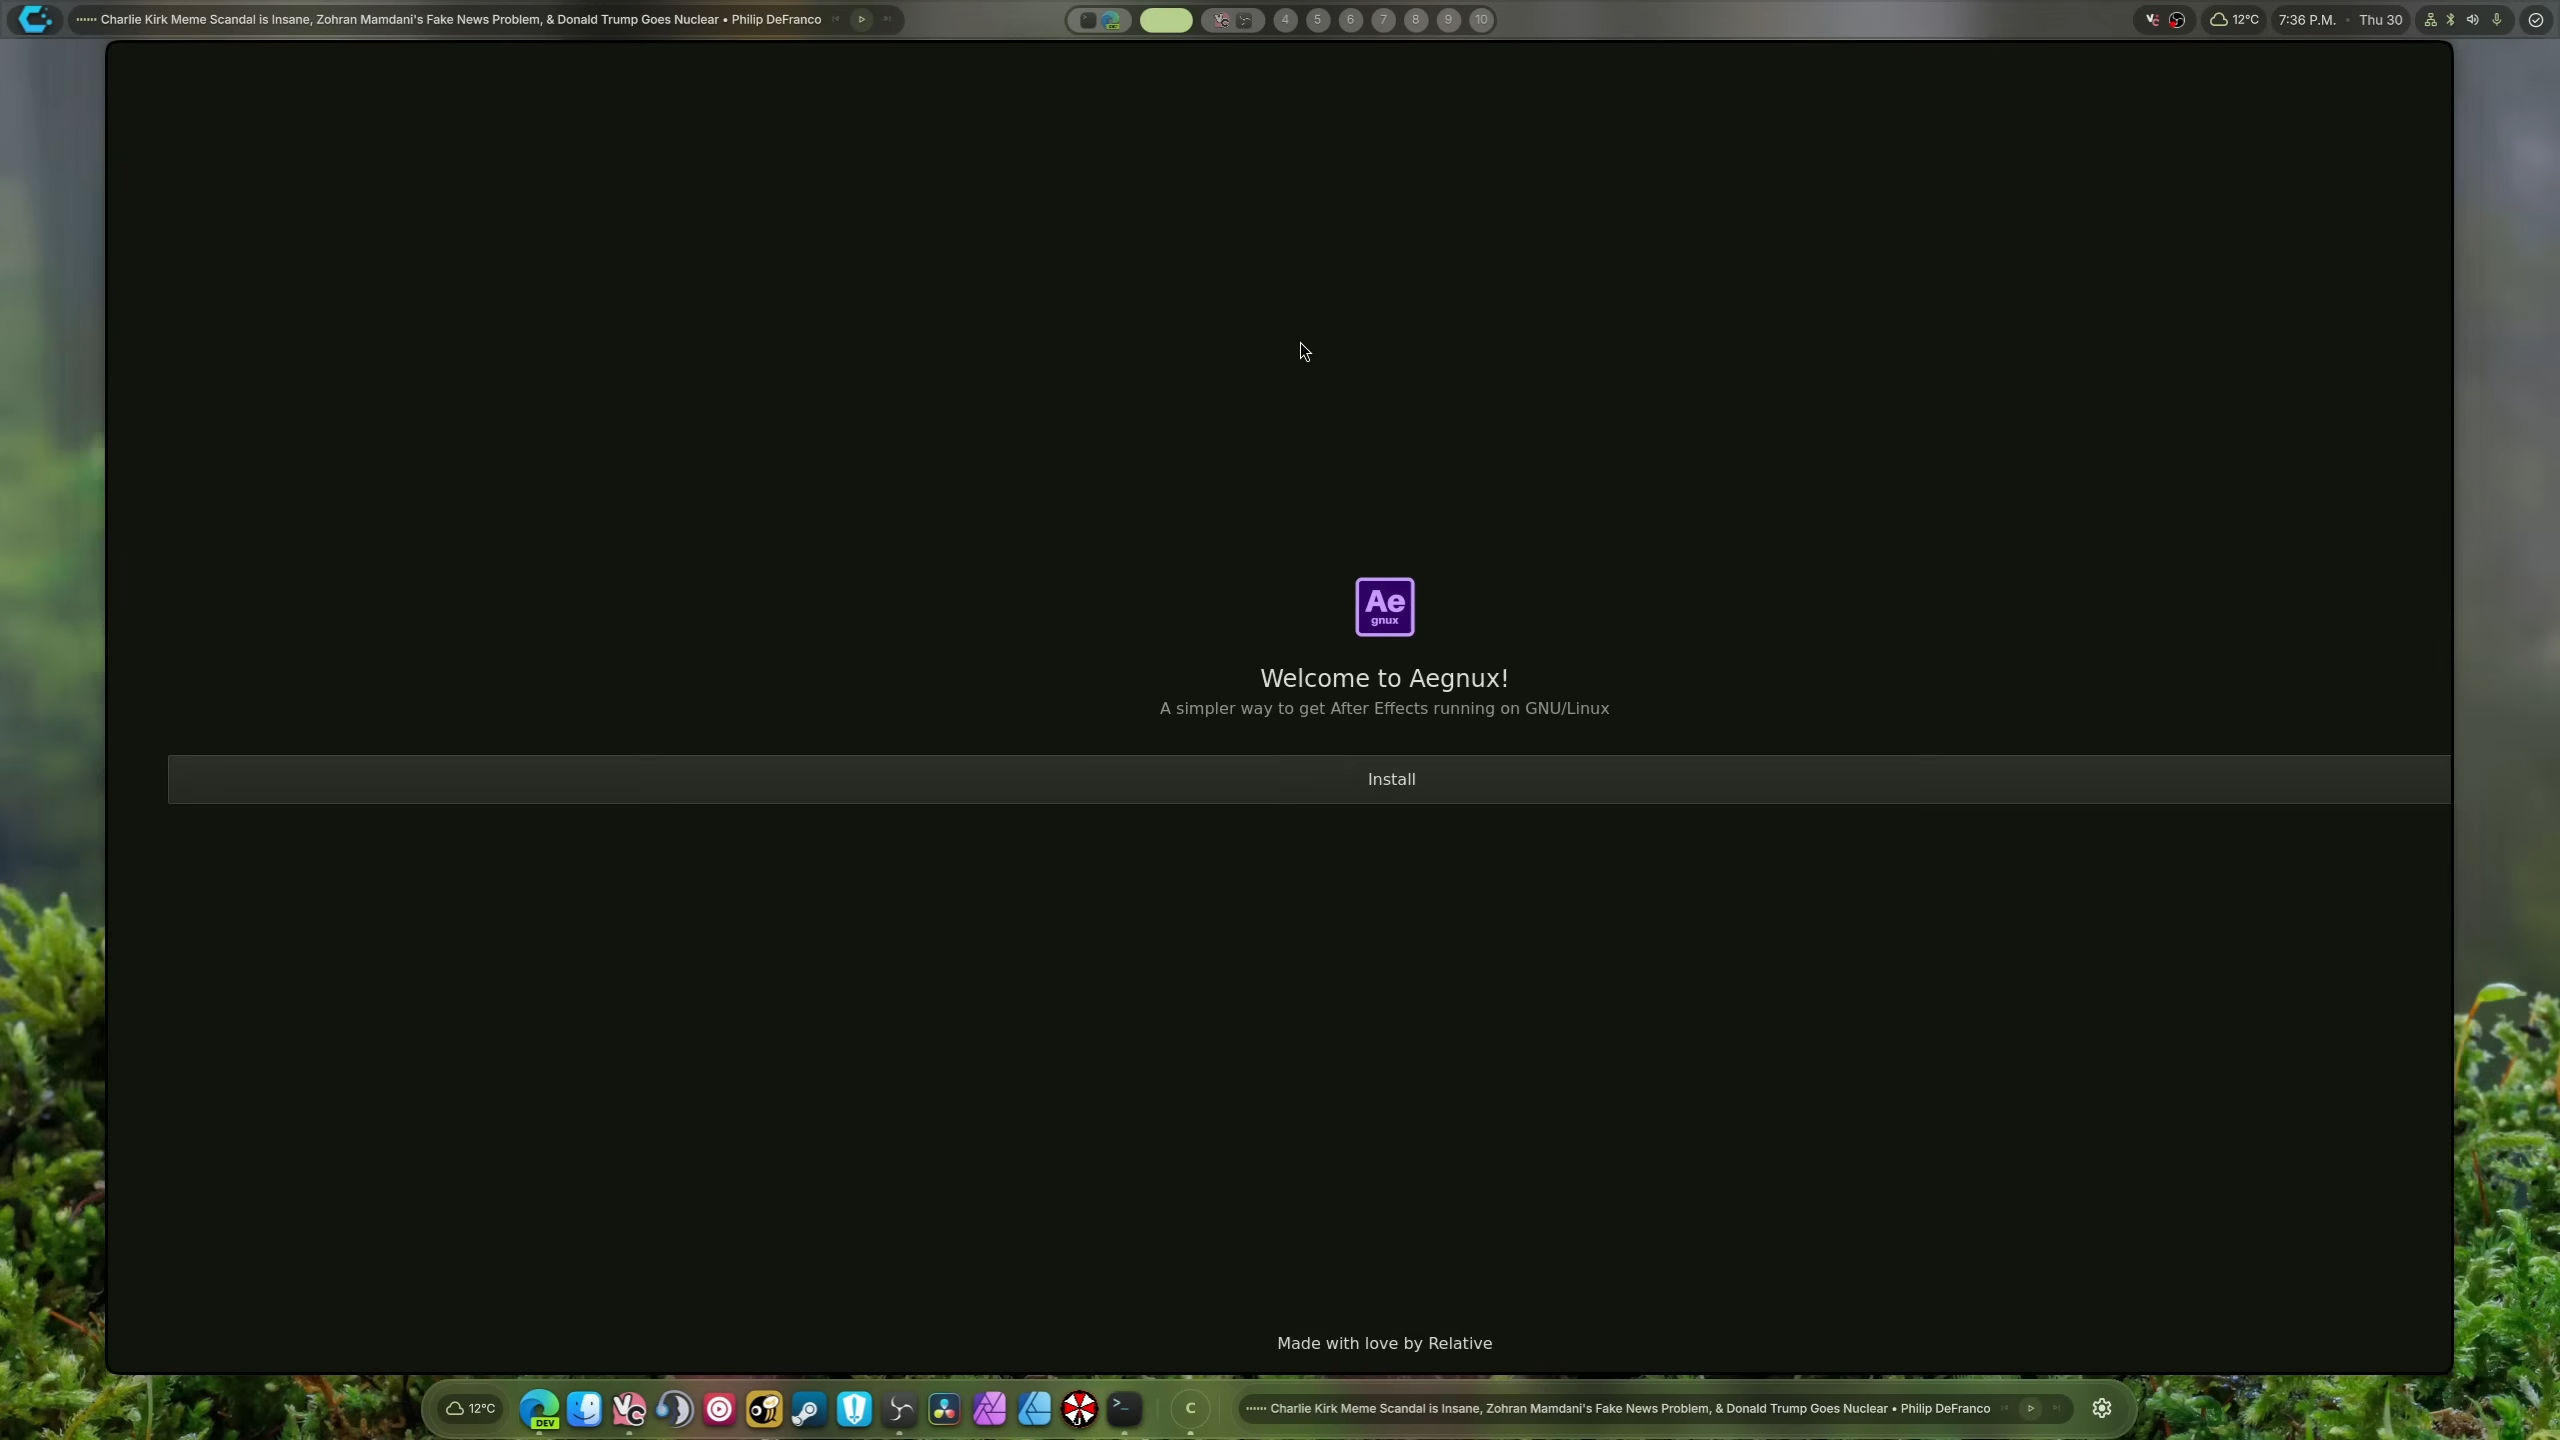 Charlie Kirk Meme Scandal is Insane, Zohran Mamdani's Fake News Problem, & Donald Trump Goes Nuclear • Philip DeFranco
4 5 6 7 8 9 10
12°C
7:36 P.M. • Thu 30
Ae
gnux
Welcome to Aegnux!
A simpler way to get After Effects running on GNU/Linux
Install
Made with love by Relative
12°C
DEV
C
Charlie Kirk Meme Scandal is Insane, Zohran Mamdani's Fake News Problem, & Donald Trump Goes Nuclear • Philip DeFranco